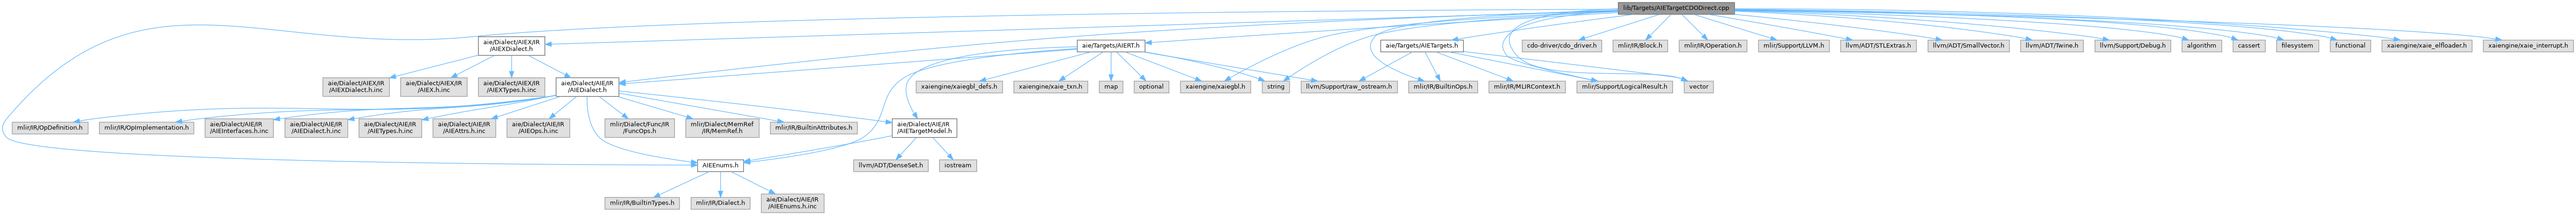 lib/Targets/AIETargetCDODirect.cpp
aie/Dialect/AIEX/IR
/AIEXDialect.h
aie/Targets/AIERT.h
aie/Targets/AIETargets.h
cdo-driver/cdo_driver.h
mlir/IR/Block.h
mlir/IR/Operation.h
mlir/Support/LLVM.h
llvm/ADT/STLExtras.h
llvm/ADT/SmallVector.h
llvm/ADT/Twine.h
llvm/Support/Debug.h
algorithm
cassert
filesystem
functional
xaiengine/xaie_elfloader.h
xaiengine/xaie_interrupt.h
aie/Dialect/AIEX/IR
/AIEXDialect.h.inc
aie/Dialect/AIEX/IR
/AIEX.h.inc
aie/Dialect/AIEX/IR
/AIEXTypes.h.inc
aie/Dialect/AIE/IR
/AIEDialect.h
xaiengine/xaiegbl_defs.h
xaiengine/xaie_txn.h
map
optional
xaiengine/xaiegbl.h
string
llvm/Support/raw_ostream.h
mlir/IR/BuiltinOps.h
mlir/IR/MLIRContext.h
mlir/Support/LogicalResult.h
vector
mlir/IR/OpDefinition.h
mlir/IR/OpImplementation.h
aie/Dialect/AIE/IR
/AIEInterfaces.h.inc
aie/Dialect/AIE/IR
/AIEDialect.h.inc
aie/Dialect/AIE/IR
/AIETypes.h.inc
aie/Dialect/AIE/IR
/AIEAttrs.h.inc
aie/Dialect/AIE/IR
/AIEOps.h.inc
mlir/Dialect/Func/IR
/FuncOps.h
mlir/Dialect/MemRef
/IR/MemRef.h
mlir/IR/BuiltinAttributes.h
aie/Dialect/AIE/IR
/AIETargetModel.h
AIEEnums.h
llvm/ADT/DenseSet.h
iostream
mlir/IR/BuiltinTypes.h
mlir/IR/Dialect.h
aie/Dialect/AIE/IR
/AIEEnums.h.inc